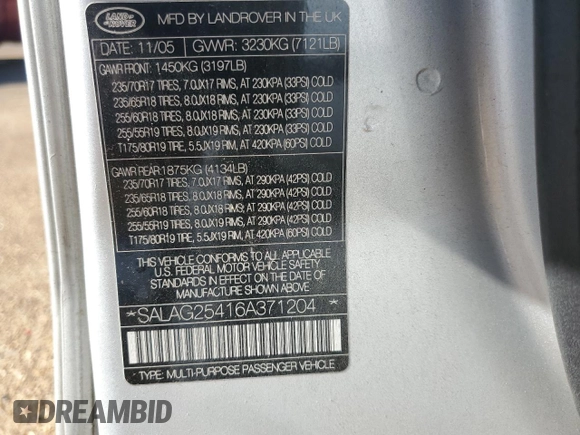 LAND
ROVER
MFD BY LANDROVER IN THE UK
DATE: 11/05 GVWR: 3230KG (7121LB)
GAWR FRONT: 1450KG (3197LB)
235/70R17 TIRES, 7.0JX17 RIMS, AT 230KPA (33PSI) COLD
235/65R18 TIRES, 8.0JX18 RIMS, AT 230KPA (33PSI) COLD
255/60R18 TIRES, 8.0JX18 RIMS, AT 230KPA (33PSI) COLD
255/55R19 TIRES, 8.0JX19 RIMS, AT 230KPA (33PSI) COLD
T175/80R19 TIRE, 5.5JX19 RIM, AT 420KPA (60PSI) COLD
GAWR REAR:1875KG (4134LB)
235/70R17 TIRES, 7.0JX17 RIMS, AT 290KPA (42PSI) COLD
235/65R18 TIRES, 8.0JX18 RIMS, AT 290KPA (42PSI) COLD
255/60R18 TIRES, 8.0JX18 RIMS, AT 290KPA (42PSI) COLD
255/55R19 TIRES, 8.0JX19 RIMS, AT 290KPA (42PSI) COLD
T175/80R19 TIRE, 5.5JX19 RIM, AT 420KPA (60PSI) COLD
THIS VEHICLE CONFORMS TO ALL APPLICABLE
U.S. FEDERAL MOTOR VEHICLE SAFETY
STANDARDS IN EFFECT ON THE DATE OF
MANUFACTURE SHOWN ABOVE
*SALAG25416A371204*
TYPE: MULTI-PURPOSE PASSENGER VEHICLE
DREAMBID